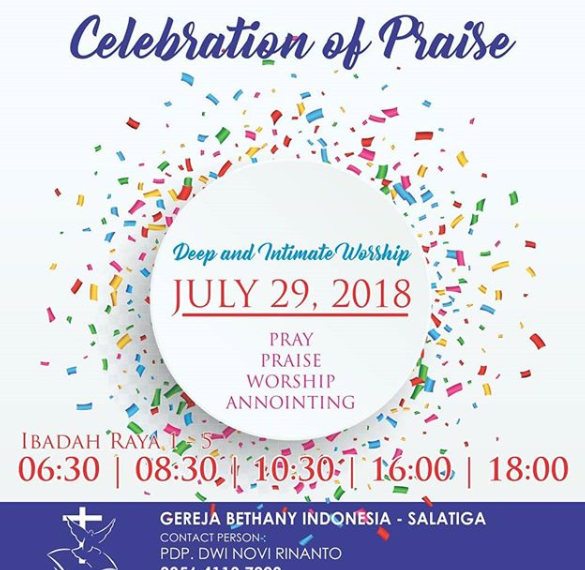 Celebration of Praise
Deep and Intimate Worship
JULY 29, 2018
PRAY
PRAISE
WORSHIP
ANNOINTING
IBADAH RAYA 1 - 5
06:30 | 08:30 | 10:30 | 16:00 | 18:00
GEREJA BETHANY INDONESIA - SALATIGA
CONTACT PERSON-:
PDP. DWI NOVI RINANTO